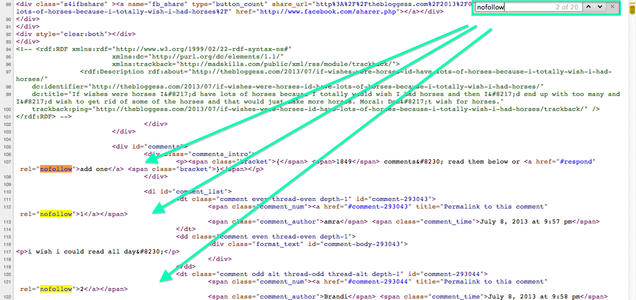 nofollow 2 of 20
90 div class="s4ifbshare"> <a name="fb_share" type="button_count" share_url="http%3A%2F%2Fthebloggess.com%2F2013%2F
lots-of-horses-because-i-totally-wish-i-had-horses%2F" href="http://www.facebook.com/sharer.php"></a></div>
91 </div>
92 </div>
93 <div style="clear:both"></div>
94 <!-- <rdf:RDF xmlns:rdf="http://www.w3.org/1999/02/22-rdf-syntax-ns#"
95 xmlns:dc="http://purl.org/dc/elements/1.1/"
96 xmlns:trackback="http://madskills.com/public/xml/rss/module/trackback/">
97 <rdf:Description rdf:about="http://thebloggess.com/2013/07/if-wishes-were-horses-id-have-lots-of-horses-because-i-totally-wish-i-had-
horses/"
98 dc:identifier="http://thebloggess.com/2013/07/if-wishes-were-horses-id-have-lots-of-horses-because-i-totally-wish-i-had-horses/"
99 dc:title="If wishes were horses I&#8217;d have lots of horses because I totally would wish I had horses and then I&#8217;d end up with too many and
I&#8217;d wish to get rid of some of the horses and that would just make more horses. Moral: Don&#8217;t wish for horses."
100 trackback:ping="http://thebloggess.com/2013/07/if-wishes-were-horses-id-have-lots-of-horses-because-i-totally-wish-i-had-horses/trackback/" />
101 </rdf:RDF> -->
102 </div>
103 </div>
104
105 <div id="comments">
106 <div class="comments_intro">
107 <p><span class="bracket">{</span> <span>1849</span> comments&#8230; read them below or <a href="#respond"
rel="nofollow">add one</a> <span class="bracket">}</span></p>
108 </div>
109
110 <dl id="comment_list">
111 <dt class="comment even thread-even depth-1" id="comment-293043">
112 <span class="comment_num"><a href="#comment-293043" title="Permalink to this comment"
rel="nofollow">1</a></span>
113 <span class="comment_author">amra</span> <span class="comment_time">July 8, 2013 at 9:57 pm</span>
114 </dt>
115 <dd class="comment even thread-even depth-1">
116 <div class="format_text" id="comment-body-293043">
117 <p>i wish i could read all day&#8230;</p>
118 </div>
119 </dd>
120 <dt class="comment odd alt thread-odd thread-alt depth-1" id="comment-293044">
121 <span class="comment_num"><a href="#comment-293044" title="Permalink to this comment"
rel="nofollow">2</a></span>
122 <span class="comment_author">Brandi</span> <span class="comment_time">July 8, 2013 at 9:58 pm</span>